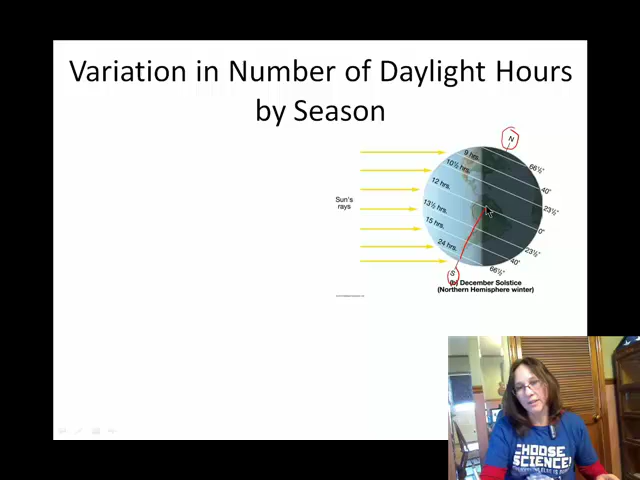 Variation in Number of Daylight Hours
by Season
N
9 hrs.
66½°
10½ hrs.
40°
12 hrs.
23½°
Sun's
rays
13½ hrs.
0°
15 hrs.
23½°
24 hrs.
40°
S
66½°
(b) December Solstice
(Northern Hemisphere winter)
CHOOSE
SCIENCE!